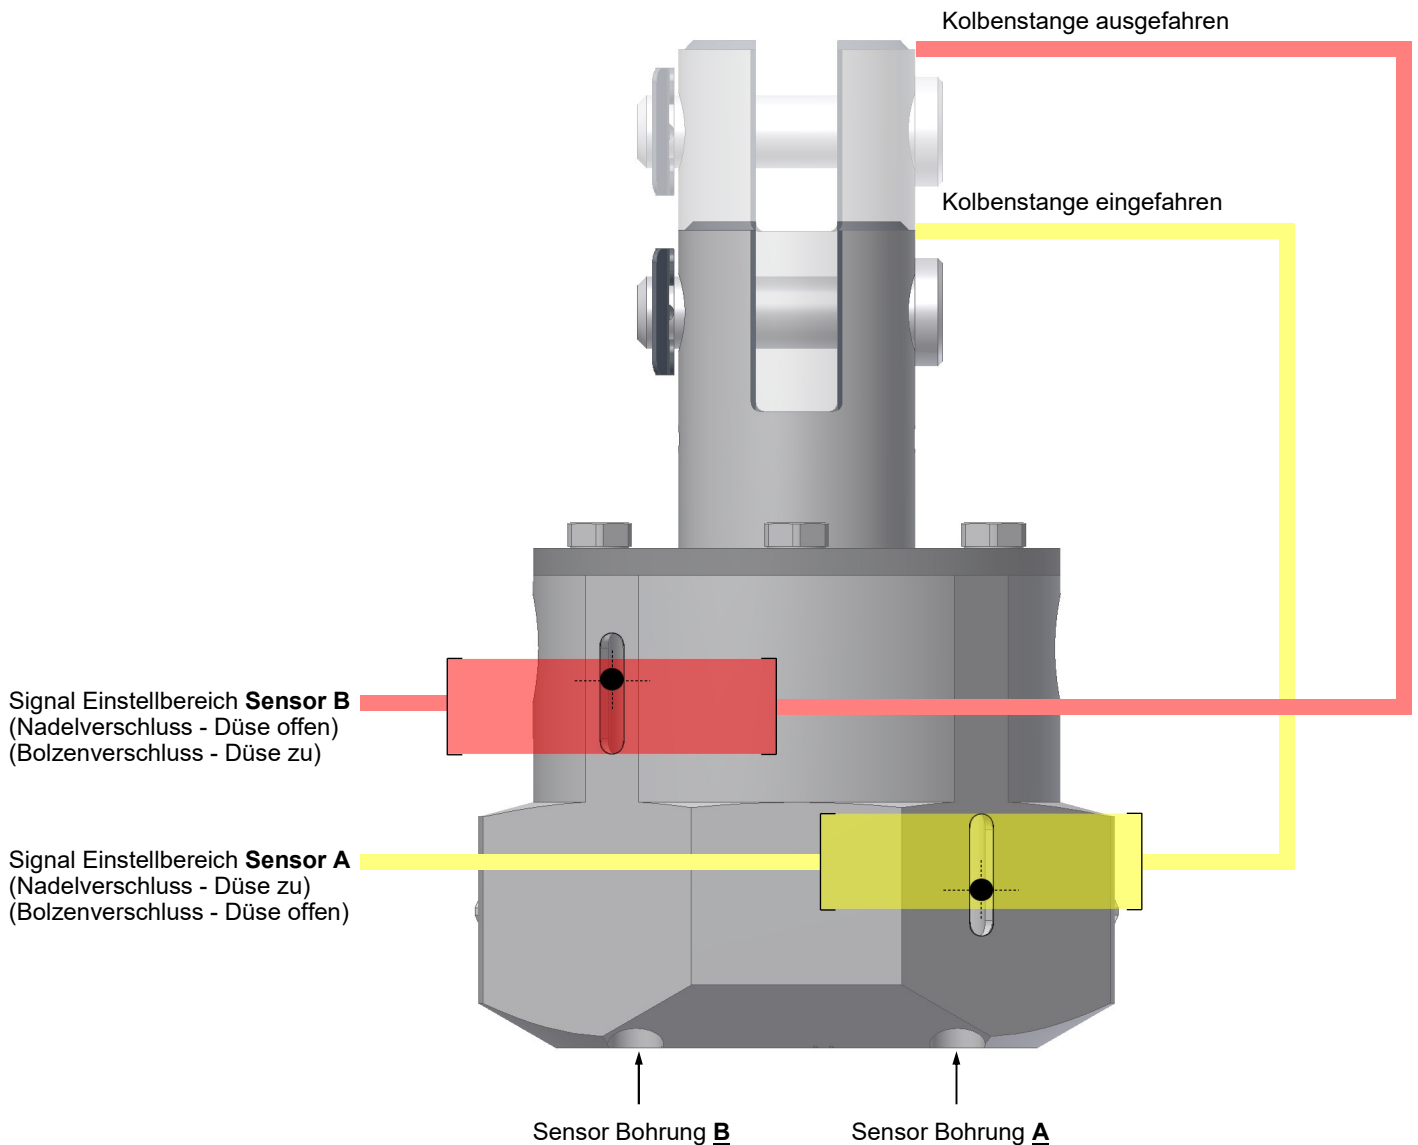 Kolbenstange ausgefahren
Kolbenstange eingefahren
Signal Einstellbereich Sensor B
(Nadelverschluss - Düse offen)
(Bolzenverschluss - Düse zu)
Signal Einstellbereich Sensor A
(Nadelverschluss - Düse zu)
(Bolzenverschluss - Düse offen)
Sensor Bohrung B
Sensor Bohrung A